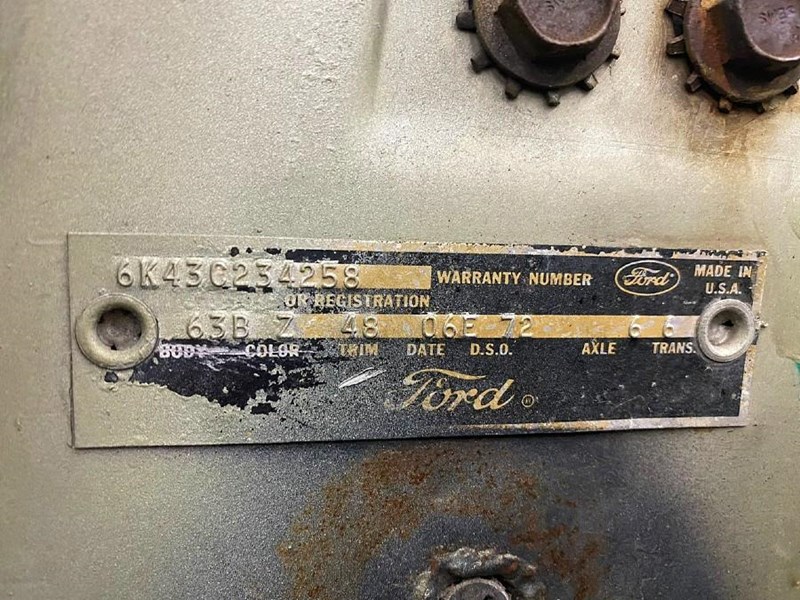 6K43C234258 WARRANTY NUMBER Ford MADE IN U.S.A.
OR REGISTRATION
63B Z 48 06E 72 6 6
BODY COLOR TRIM DATE D.S.O. AXLE TRANS.
Ford